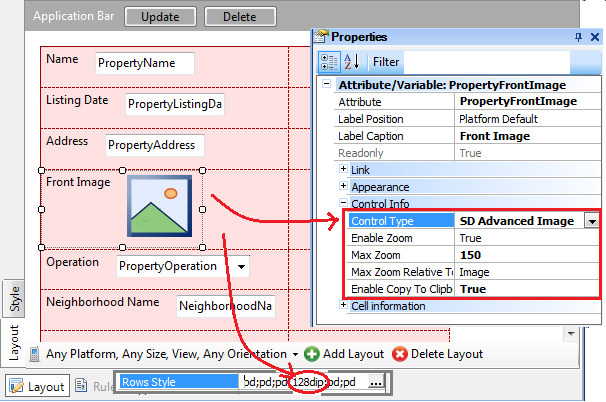 Application Bar
Update
Delete
Name
PropertyName
Listing Date
PropertyListingDa
Address
PropertyAddress
Front Image
Operation
PropertyOperation
Neighborhood Name
NeighborhoodNa
Style
Layout
Any Platform, Any Size, View, Any Orientation
Add Layout
Delete Layout
Layout
Rul
Rows Style
pd;pd;pd;128dip;pd;pd
...
Properties
Filter
Attribute/Variable: PropertyFrontImage
Attribute PropertyFrontImage
Label Position Platform Default
Label Caption Front Image
Readonly True
Link
Appearance
Control Info
Control Type SD Advanced Image
Enable Zoom True
Max Zoom 150
Max Zoom Relative To Image
Enable Copy To Clipb True
Cell information